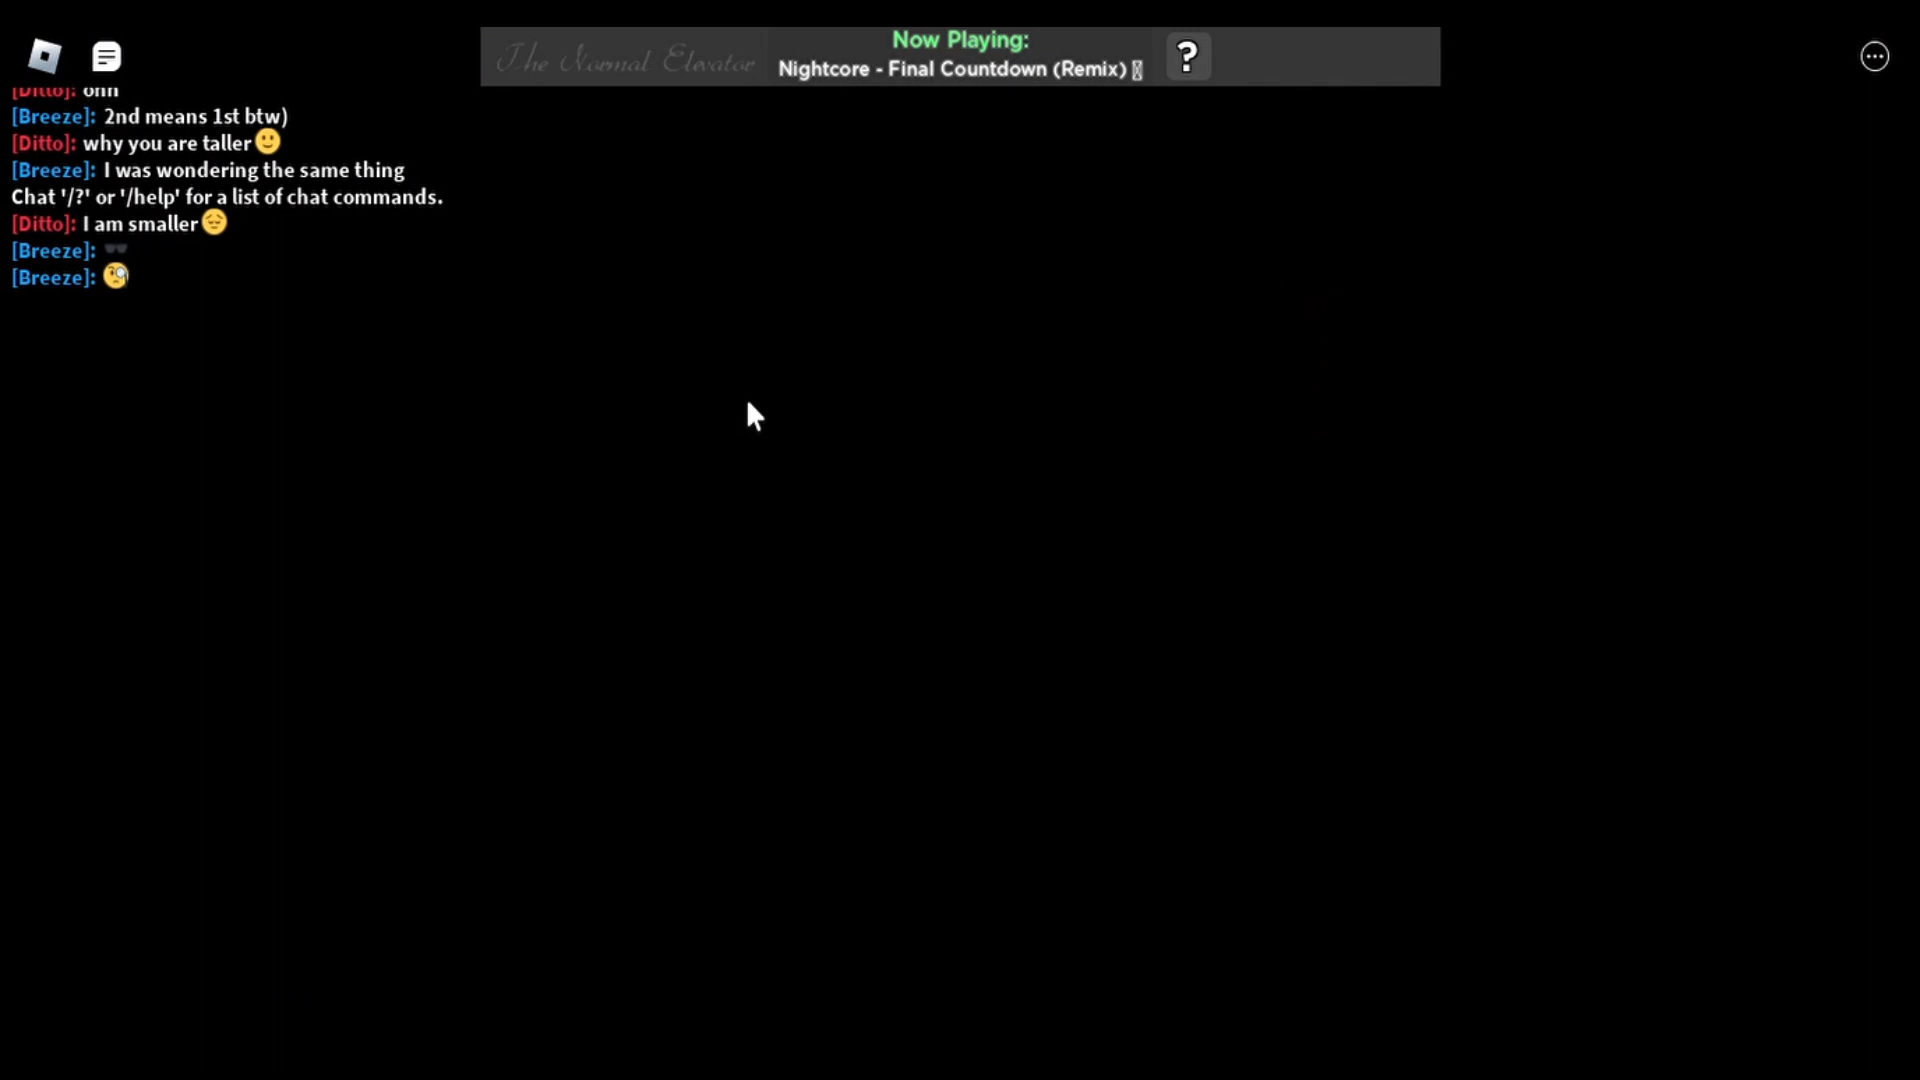 The Normal Elevator
Now Playing:
Nightcore - Final Countdown (Remix)
?
[Ditto]: ohh
[Breeze]: 2nd means 1st btw)
[Ditto]: why you are taller🙂
[Breeze]: I was wondering the same thing
Chat '/?' or '/help' for a list of chat commands.
[Ditto]: I am smaller😔
[Breeze]: 🕶️
[Breeze]: 🧐